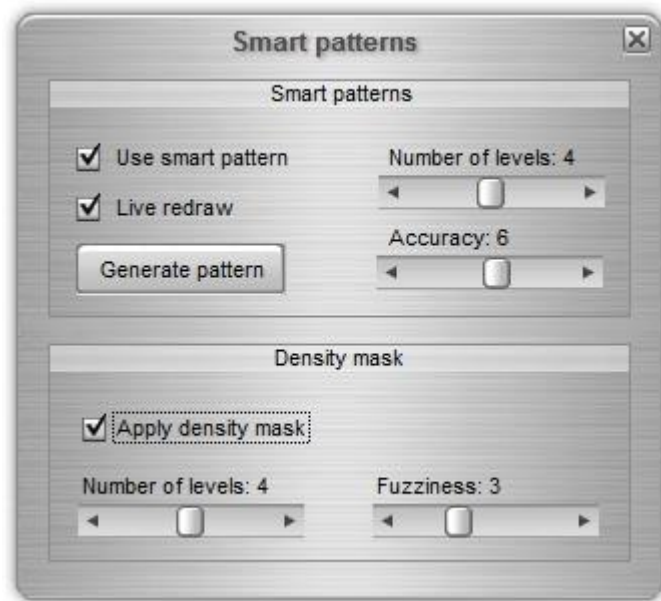 Smart patterns
Smart patterns
Use smart pattern
Number of levels: 4
Live redraw
Accuracy: 6
Generate pattern
Density mask
Apply density mask
Number of levels: 4
Fuzziness: 3